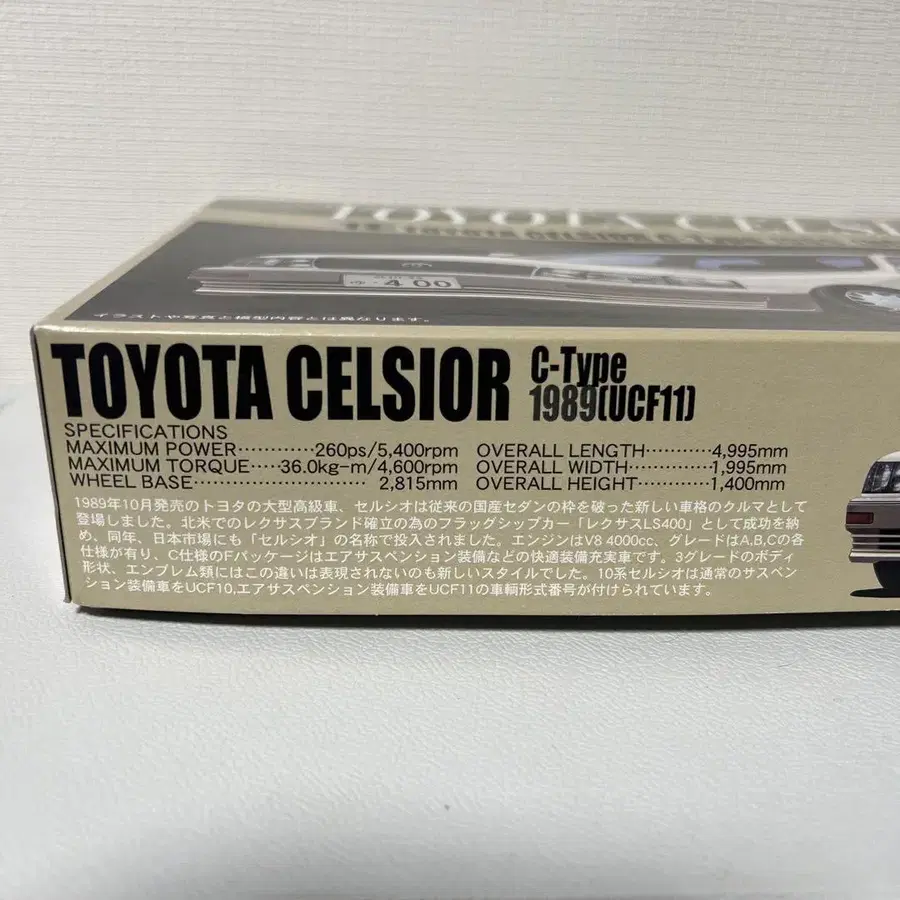 TOYOTA CELSI
400
イラストや写真と模型内容とは異なります。
TOYOTA CELSIOR C-Type
1989(UCF11)
SPECIFICATIONS
MAXIMUM POWER…………260ps/5,400rpm OVERALL LENGTH…………4,995mm
MAXIMUM TORQUE……36.0kg-m/4,600rpm OVERALL WIDTH……………1,995mm
WHEEL BASE……………………………2,815mm OVERALL HEIGHT…………1,400mm
1989年10月発売のトヨタの大型高級車、セルシオは従来の国産セダンの枠を破った新しい車格のクルマとして
登場しました。北米でのレクサスブランド確立の為のフラッグシップカー「レクサスLS400」として成功を納
め、同年、日本市場にも「セルシオ」の名称で投入されました。エンジンはV8 4000cc、グレードはA,B,Cの各
仕様が有り、C仕様のFパッケージはエアサスペンション装備などの快適装備充実車です。3グレードのボディ
形状、エンブレム類にはこの違いは表現されないのも新しいスタイルでした。10系セルシオは通常のサスペン
ション装備車をUCF10,エアサスペンション装備車をUCF11の車輌形式番号が付けられています。